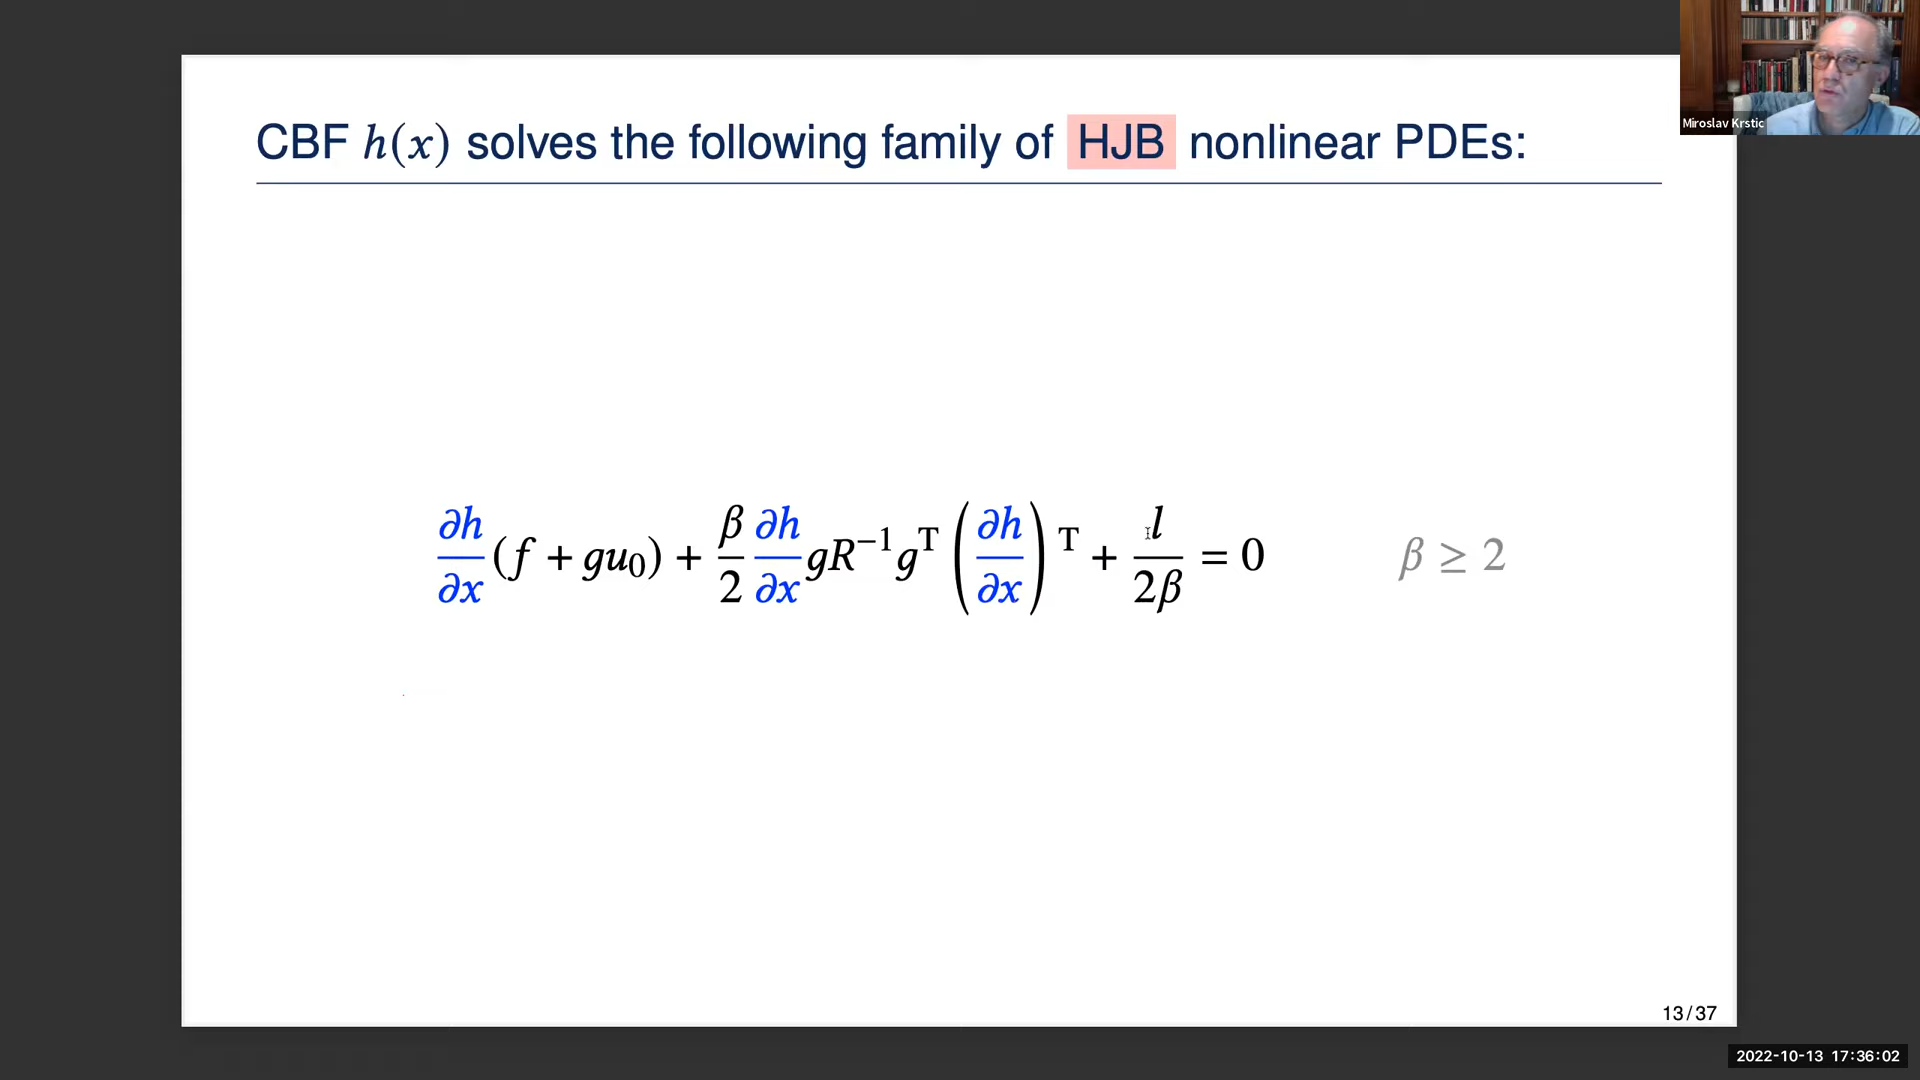 CBF h(x) solves the following family of HJB nonlinear PDEs:
Miroslav Krstic
∂h/∂x (f + gu₀) + β/2 ∂h/∂x gR⁻¹gᵀ (∂h/∂x)ᵀ + l/2β = 0    β ≥ 2
13/37
2022-10-13 17:36:02